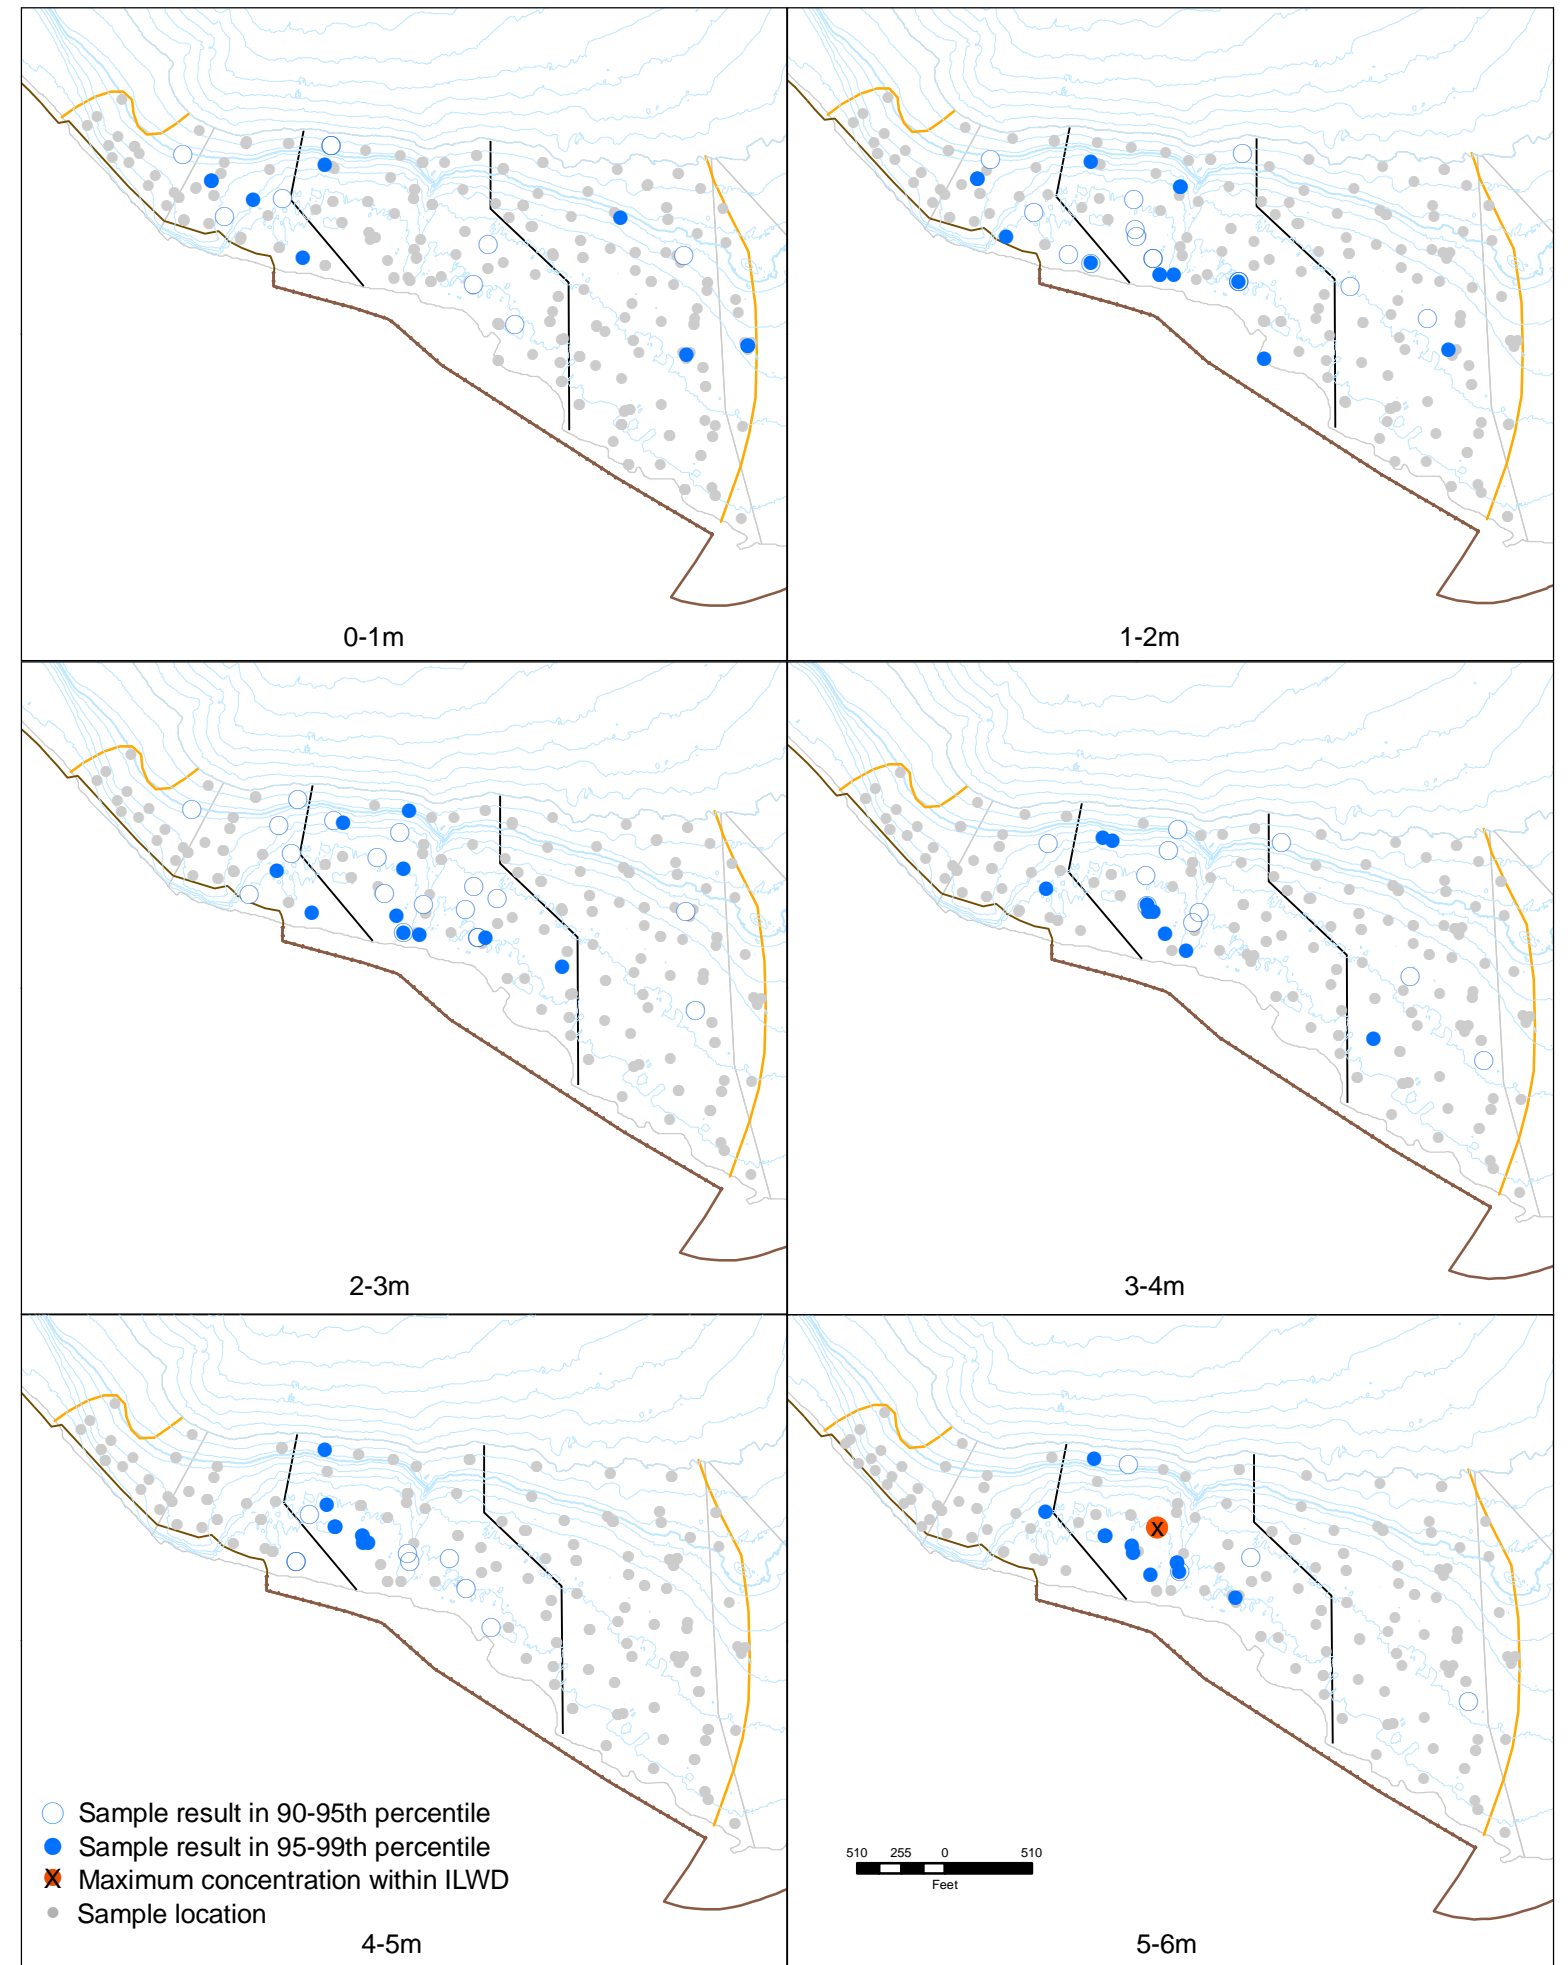 0-1m
1-2m
2-3m
3-4m
Sample result in 90-95th percentile
Sample result in 95-99th percentile
X Maximum concentration within ILWD
Sample location
4-5m
X
510 255 0 510
Feet
5-6m